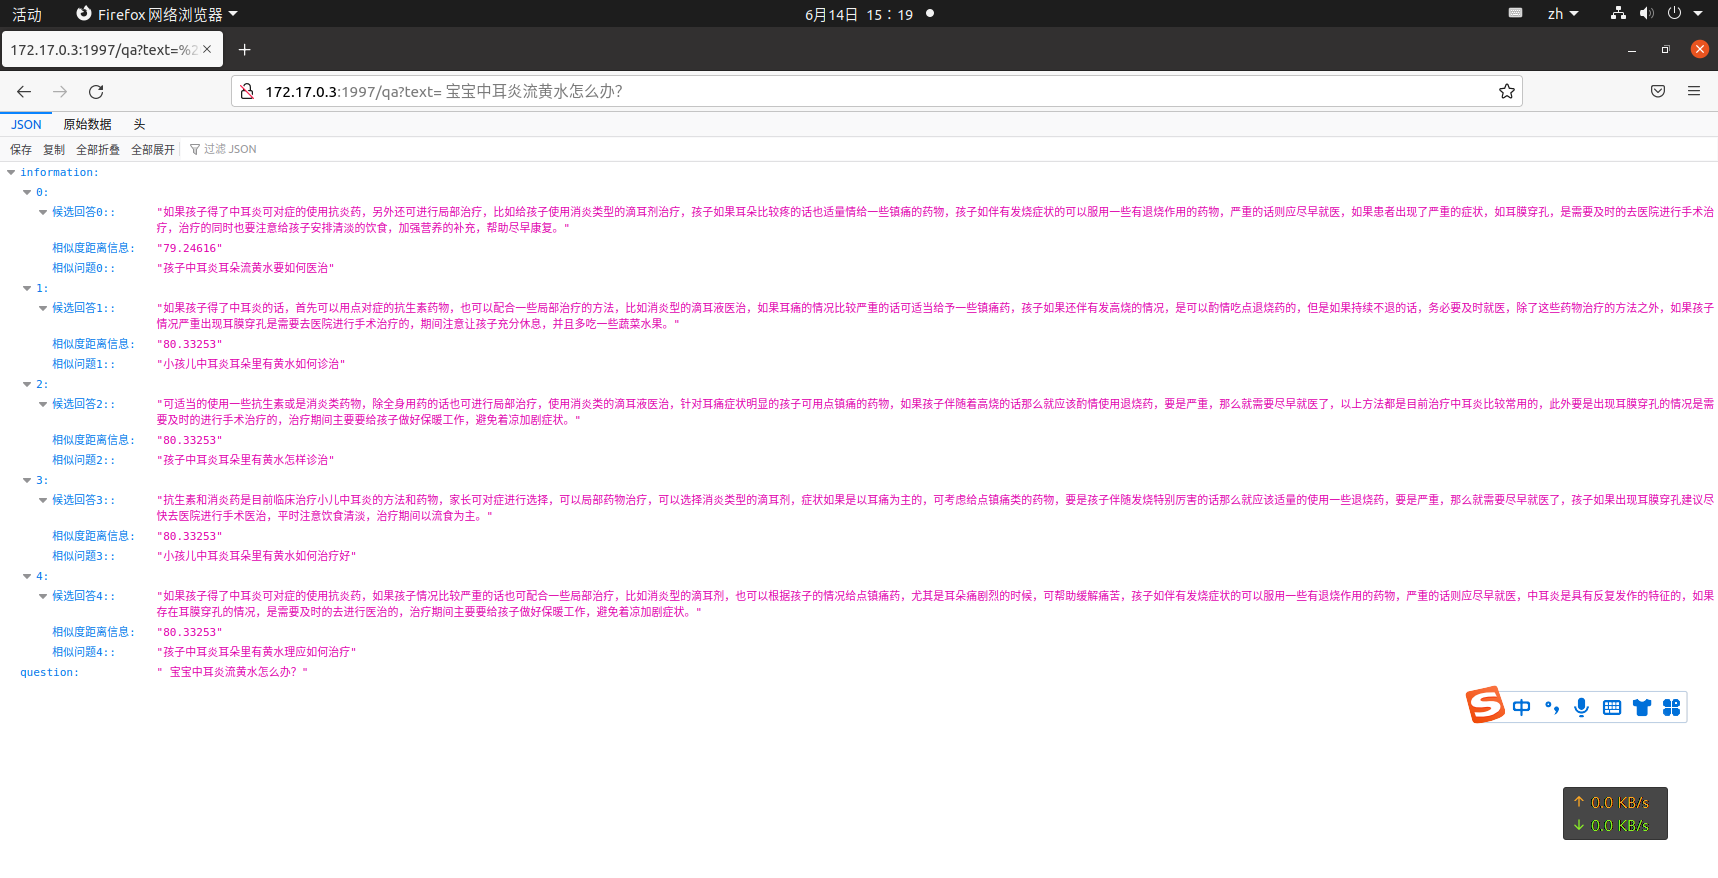 活动
Firefox 网络浏览器
6月14日 15：19
zh
172.17.0.3:1997/qa?text=%2
172.17.0.3:1997/qa?text= 宝宝中耳炎流黄水怎么办?
JSON 原始数据 头
保存 复制 全部折叠 全部展开 过滤 JSON
information:
0:
候选回答0:: "如果孩子得了中耳炎可对症的使用抗炎药，另外还可进行局部治疗，比如给孩子使用消炎类型的滴耳剂治疗，孩子如果耳朵比较疼的话也适量情给一些镇痛的药物，孩子如伴有发烧症状的可以服用一些有退烧作用的药物，严重的话则应尽早就医，如果患者出现了严重的症状，如耳膜穿孔，是需要及时的去医院进行手术治
疗，治疗的同时也要注意给孩子安排清淡的饮食，加强营养的补充，帮助尽早康复。"
相似度距离信息: "79.24616"
相似问题0:: "孩子中耳炎耳朵流黄水要如何医治"
1:
候选回答1:: "如果孩子得了中耳炎的话，首先可以用点对症的抗生素药物，也可以配合一些局部治疗的方法，比如消炎型的滴耳液医治，如果耳痛的情况比较严重的话可适当给予一些镇痛药，孩子如果还伴有发高烧的情况，是可以酌情吃点退烧药的，但是如果持续不退的话，务必要及时就医，除了这些药物治疗的方法之外，如果孩子
情况严重出现耳膜穿孔是需要去医院进行手术治疗的，期间注意让孩子充分休息，并且多吃一些蔬菜水果。"
相似度距离信息: "80.33253"
相似问题1:: "小孩儿中耳炎耳朵里有黄水如何诊治"
2:
候选回答2:: "可适当的使用一些抗生素或是消炎类药物，除全身用药的话也可进行局部治疗，使用消炎类的滴耳液医治，针对耳痛症状明显的孩子可用点镇痛的药物，如果孩子伴随着高烧的话那么就应该酌情使用退烧药，要是严重，那么就需要尽早就医了，以上方法都是目前治疗中耳炎比较常用的，此外要是出现耳膜穿孔的情况是需
要及时的进行手术治疗的，治疗期间主要要给孩子做好保暖工作，避免着凉加剧症状。"
相似度距离信息: "80.33253"
相似问题2:: "孩子中耳炎耳朵里有黄水怎样诊治"
3:
候选回答3:: "抗生素和消炎药是目前临床治疗小儿中耳炎的方法和药物，家长可对症进行选择，可以局部药物治疗，可以选择消炎类型的滴耳剂，症状如果是以耳痛为主的，可考虑给点镇痛类的药物，要是孩子伴随发烧特别厉害的话那么就应该适量的使用一些退烧药，要是严重，那么就需要尽早就医了，孩子如果出现耳膜穿孔建议尽
快去医院进行手术医治，平时注意饮食清淡，治疗期间以流食为主。"
相似度距离信息: "80.33253"
相似问题3:: "小孩儿中耳炎耳朵里有黄水如何治疗好"
4:
候选回答4:: "如果孩子得了中耳炎可对症的使用抗炎药，如果孩子情况比较严重的话也可配合一些局部治疗，比如消炎型的滴耳剂，也可以根据孩子的情况给点镇痛药，尤其是耳朵痛剧烈的时候，可帮助缓解痛苦，孩子如伴有发烧症状的可以服用一些有退烧作用的药物，严重的话则应尽早就医，中耳炎是具有反复发作的特征的，如果
存在耳膜穿孔的情况，是需要及时的去进行医治的，治疗期间主要要给孩子做好保暖工作，避免着凉加剧症状。"
相似度距离信息: "80.33253"
相似问题4:: "孩子中耳炎耳朵里有黄水理应如何治疗"
question: " 宝宝中耳炎流黄水怎么办？"
S 中
↑ 0.0 KB/s
↓ 0.0 KB/s